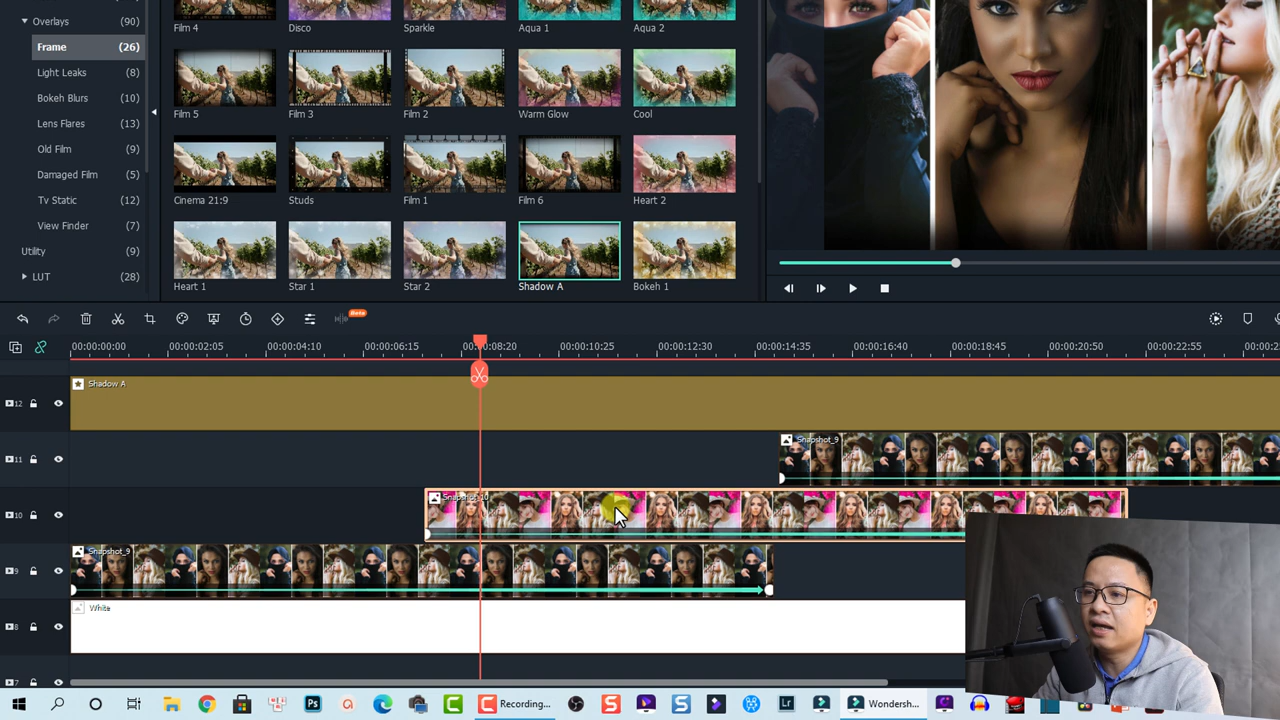 Overlays (90)
Frame (26)
Light Leaks (8)
Bokeh Blurs (10)
Lens Flares (13)
Old Film (9)
Damaged Film (5)
Tv Static (12)
View Finder (7)
Utility (9)
LUT (28)
Film 4 Disco Sparkle Aqua 1 Aqua 2
Film 5 Film 3 Film 2 Warm Glow Cool
Cinema 21:9 Studs Film 1 Film 6 Heart 2
Heart 1 Star 1 Star 2 Shadow A Bokeh 1
Beta
00:00:00:00 00:00:02:05 00:00:04:10 00:00:06:15 00:00:08:20 00:00:10:25 00:00:12:30 00:00:14:35 00:00:16:40 00:00:18:45 00:00:20:50 00:00:22:55
12 Shadow A
11 Snapshot_9
10 Snapshot_10
9 Snapshot_9
8 White
7
Ps Recording... S S Lr Wondersh...